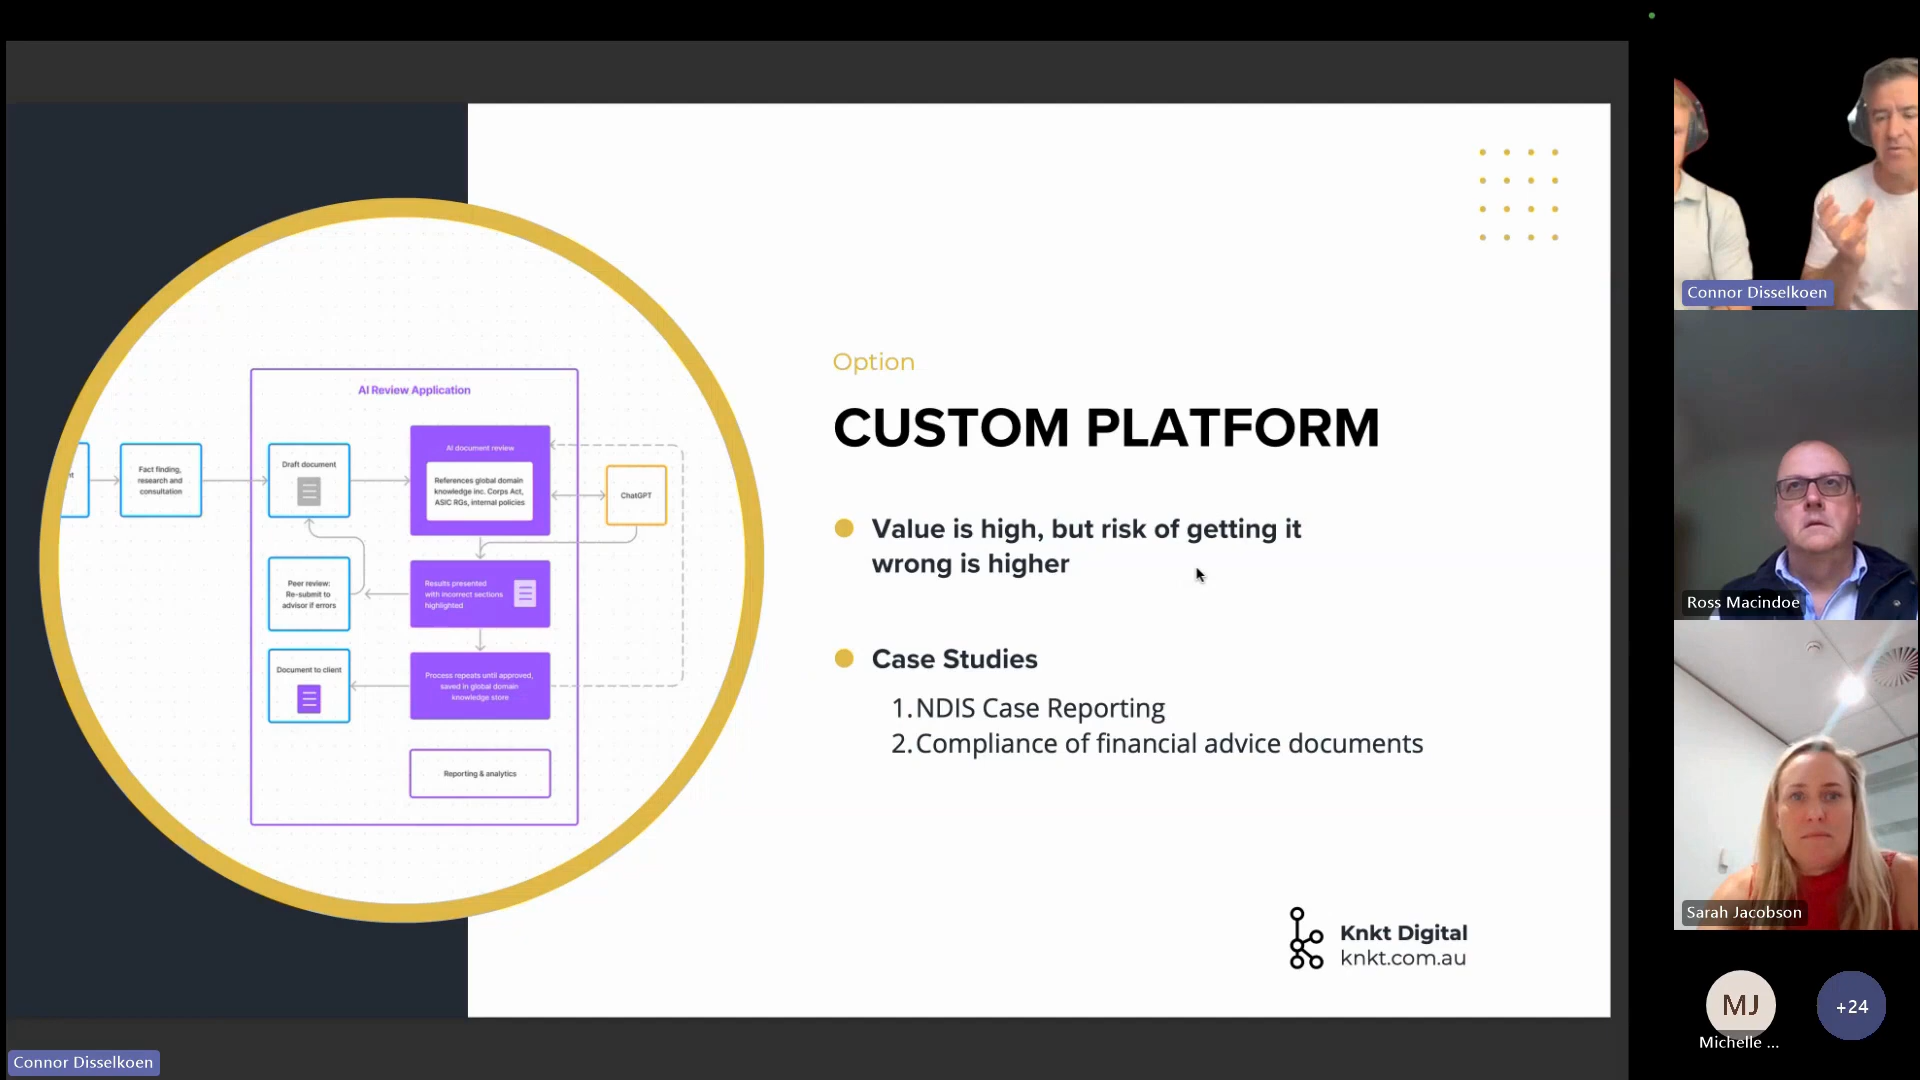 AI Review Application
Fact finding,
research and
consultation
Draft document
AI document review
References global domain
knowledge inc. Corps Act,
ASIC RGs, internal policies
ChatGPT
Peer review:
Re-submit to
advisor if errors
Results presented
with incorrect sections
highlighted
Document to client
Process repeats until approved,
saved in global domain
knowledge store
Reporting & analytics
Option
CUSTOM PLATFORM
Value is high, but risk of getting it
wrong is higher
Case Studies
1. NDIS Case Reporting
2. Compliance of financial advice documents
Knkt Digital
knkt.com.au
Connor Disselkoen
Connor Disselkoen
Ross Macindoe
Sarah Jacobson
MJ
Michelle ...
+24